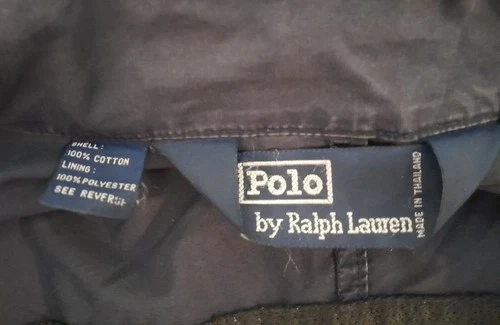 SHELL:
100% COTTON
LINING:
100% POLYESTER
SEE REVERSE
Polo
by Ralph Lauren
MADE IN THAILAND